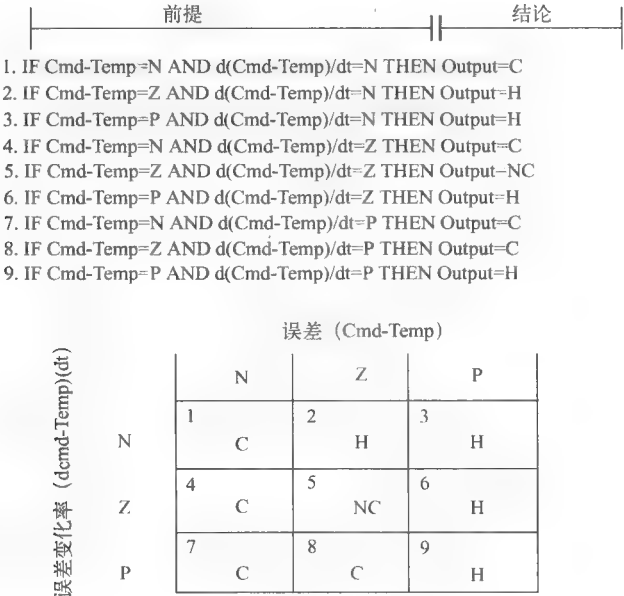 前提 结论
1. IF Cmd-Temp=N AND d(Cmd-Temp)/dt=N THEN Output=C
2. IF Cmd-Temp=Z AND d(Cmd-Temp)/dt=N THEN Output=H
3. IF Cmd-Temp=P AND d(Cmd-Temp)/dt=N THEN Output=H
4. IF Cmd-Temp=N AND d(Cmd-Temp)/dt=Z THEN Output=C
5. IF Cmd-Temp=Z AND d(Cmd-Temp)/dt=Z THEN Output=NC
6. IF Cmd-Temp=P AND d(Cmd-Temp)/dt=Z THEN Output=H
7. IF Cmd-Temp=N AND d(Cmd-Temp)/dt=P THEN Output=C
8. IF Cmd-Temp=Z AND d(Cmd-Temp)/dt=P THEN Output=C
9. IF Cmd-Temp=P AND d(Cmd-Temp)/dt=P THEN Output=H
误差（Cmd-Temp）
误差变化率（dcmd-Temp)(dt)
N Z P
1 2 3
N C H H
4 5 6
Z C NC H
7 8 9
P C C H